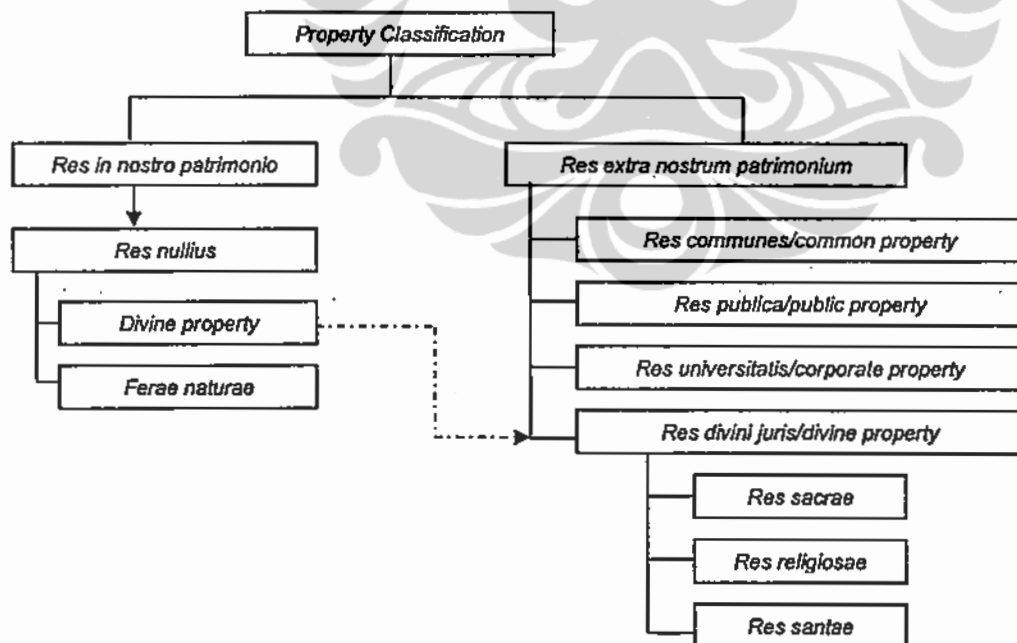 Property Classification
Res in nostro patrimonio
Res extra nostrum patrimonium
Res nullius
Divine property
Ferae naturae
Res communes/common property
Res publica/public property
Res universitatis/corporate property
Res divini juris/divine property
Res sacrae
Res religiosae
Res santae